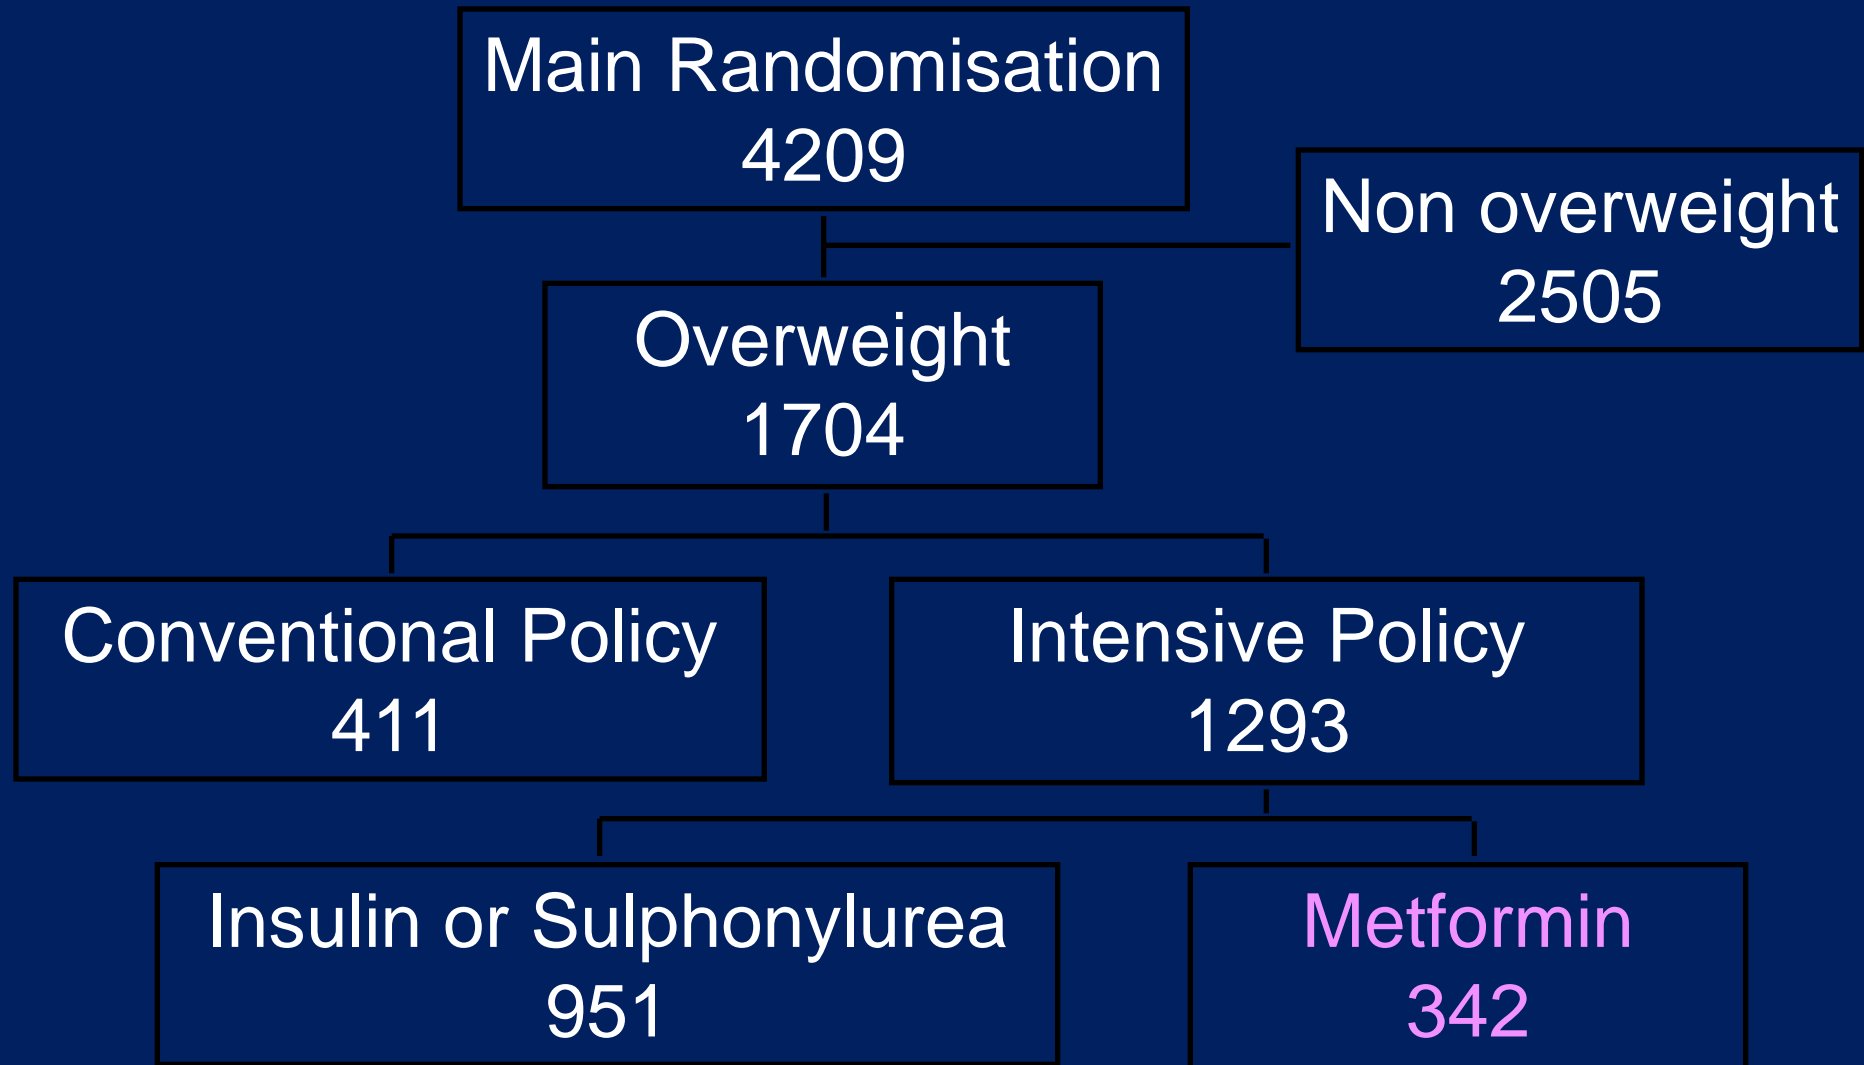 Main Randomisation
4209
Non overweight
2505
Overweight
1704
Conventional Policy
411
Intensive Policy
1293
Insulin or Sulphonylurea
951
Metformin
342